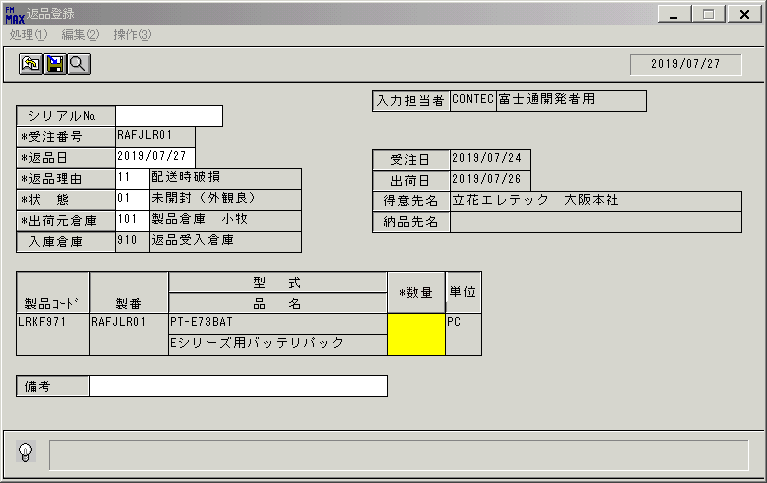 FM MAX 返品登録
処理(1) 編集(2) 操作(3)
2019/07/27
入力担当者 CONTEC 富士通開発者用
シリアル№
*受注番号 RAFJLR01
*返品日 2019/07/27
*返品理由 11 配送時破損
*状 態 01 未開封（外観良）
*出荷元倉庫 101 製品倉庫 小牧
入庫倉庫 910 返品受入倉庫
受注日 2019/07/24
出荷日 2019/07/26
得意先名 立花エレテック 大阪本社
納品先名
製品ｺｰﾄﾞ 製番 型 式 *数量 単位
品 名
LRKF971 RAFJLR01 PT-E73BAT PC
Eシリーズ用バッテリパック
備考